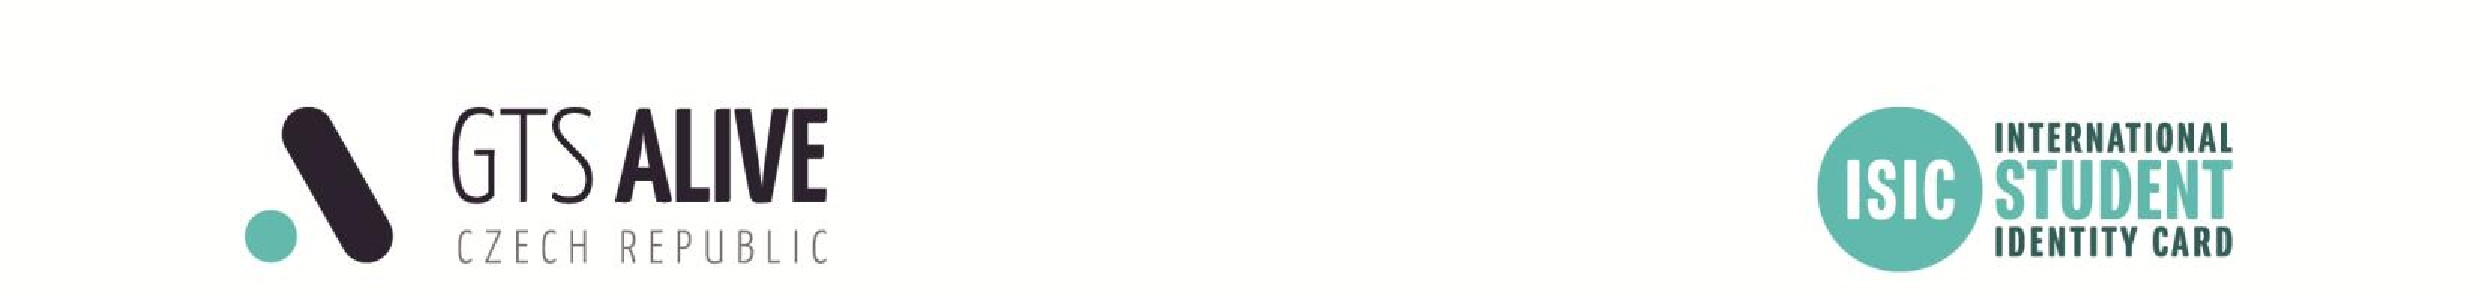 GTS ALIVE
CZECH REPUBLIC
ISIC
INTERNATIONAL
STUDENT
IDENTITY CARD